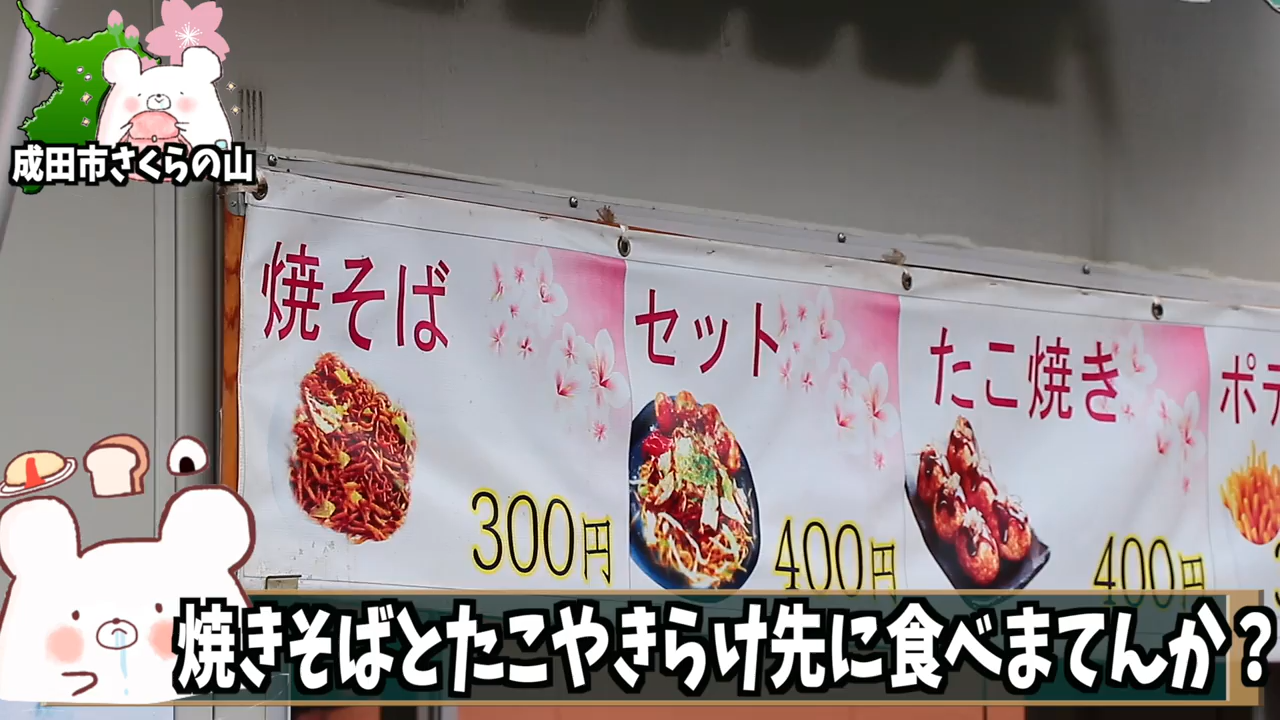 成田市さくらの山
焼そば
300円
セット
400円
たこ焼き
400円
ポテ
焼きそばとたこやきらけ先に食べまてんか?